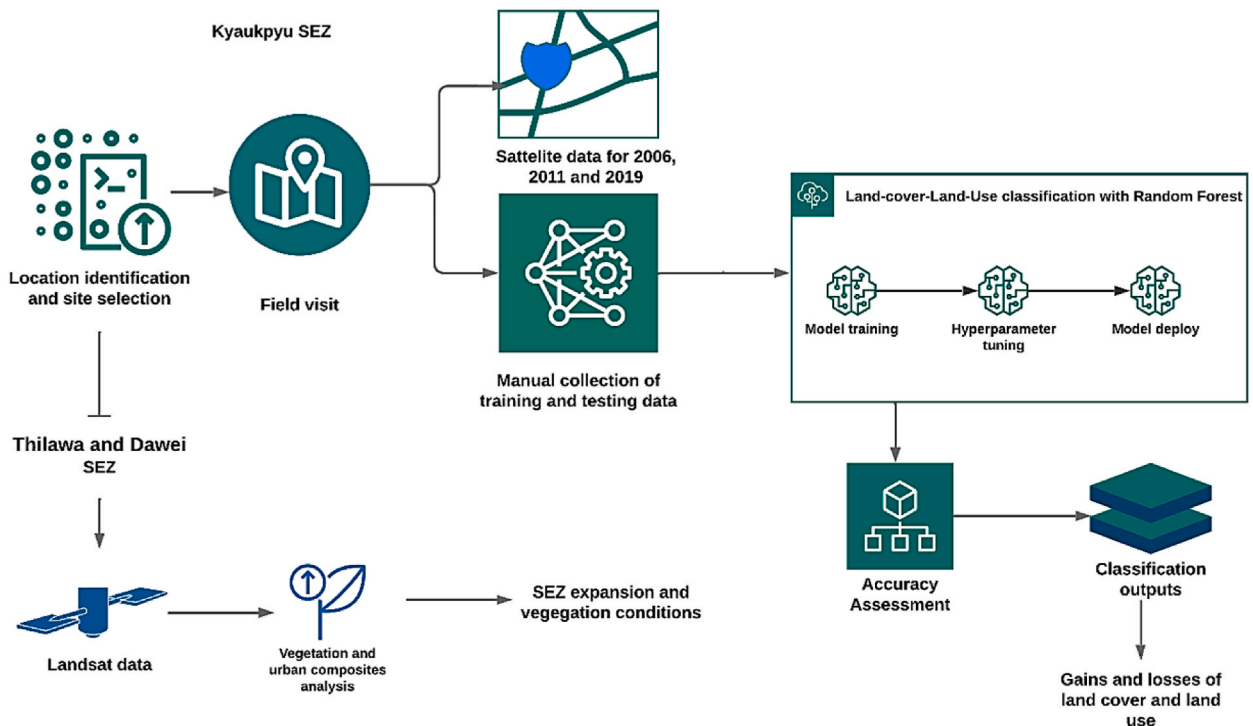 Kyaukpyu SEZ
Sattelite data for 2006,
2011 and 2019
Location identification
and site selection
Field visit
Manual collection of
training and testing data
Land-cover-Land-Use classification with Random Forest
Model training
Hyperparameter
tuning
Model deploy
Thilawa and Dawei
SEZ
Landsat data
Vegetation and
urban composites
analysis
SEZ expansion and
vegegation conditions
Accuracy
Assessment
Classification
outputs
Gains and losses of
land cover and land
use